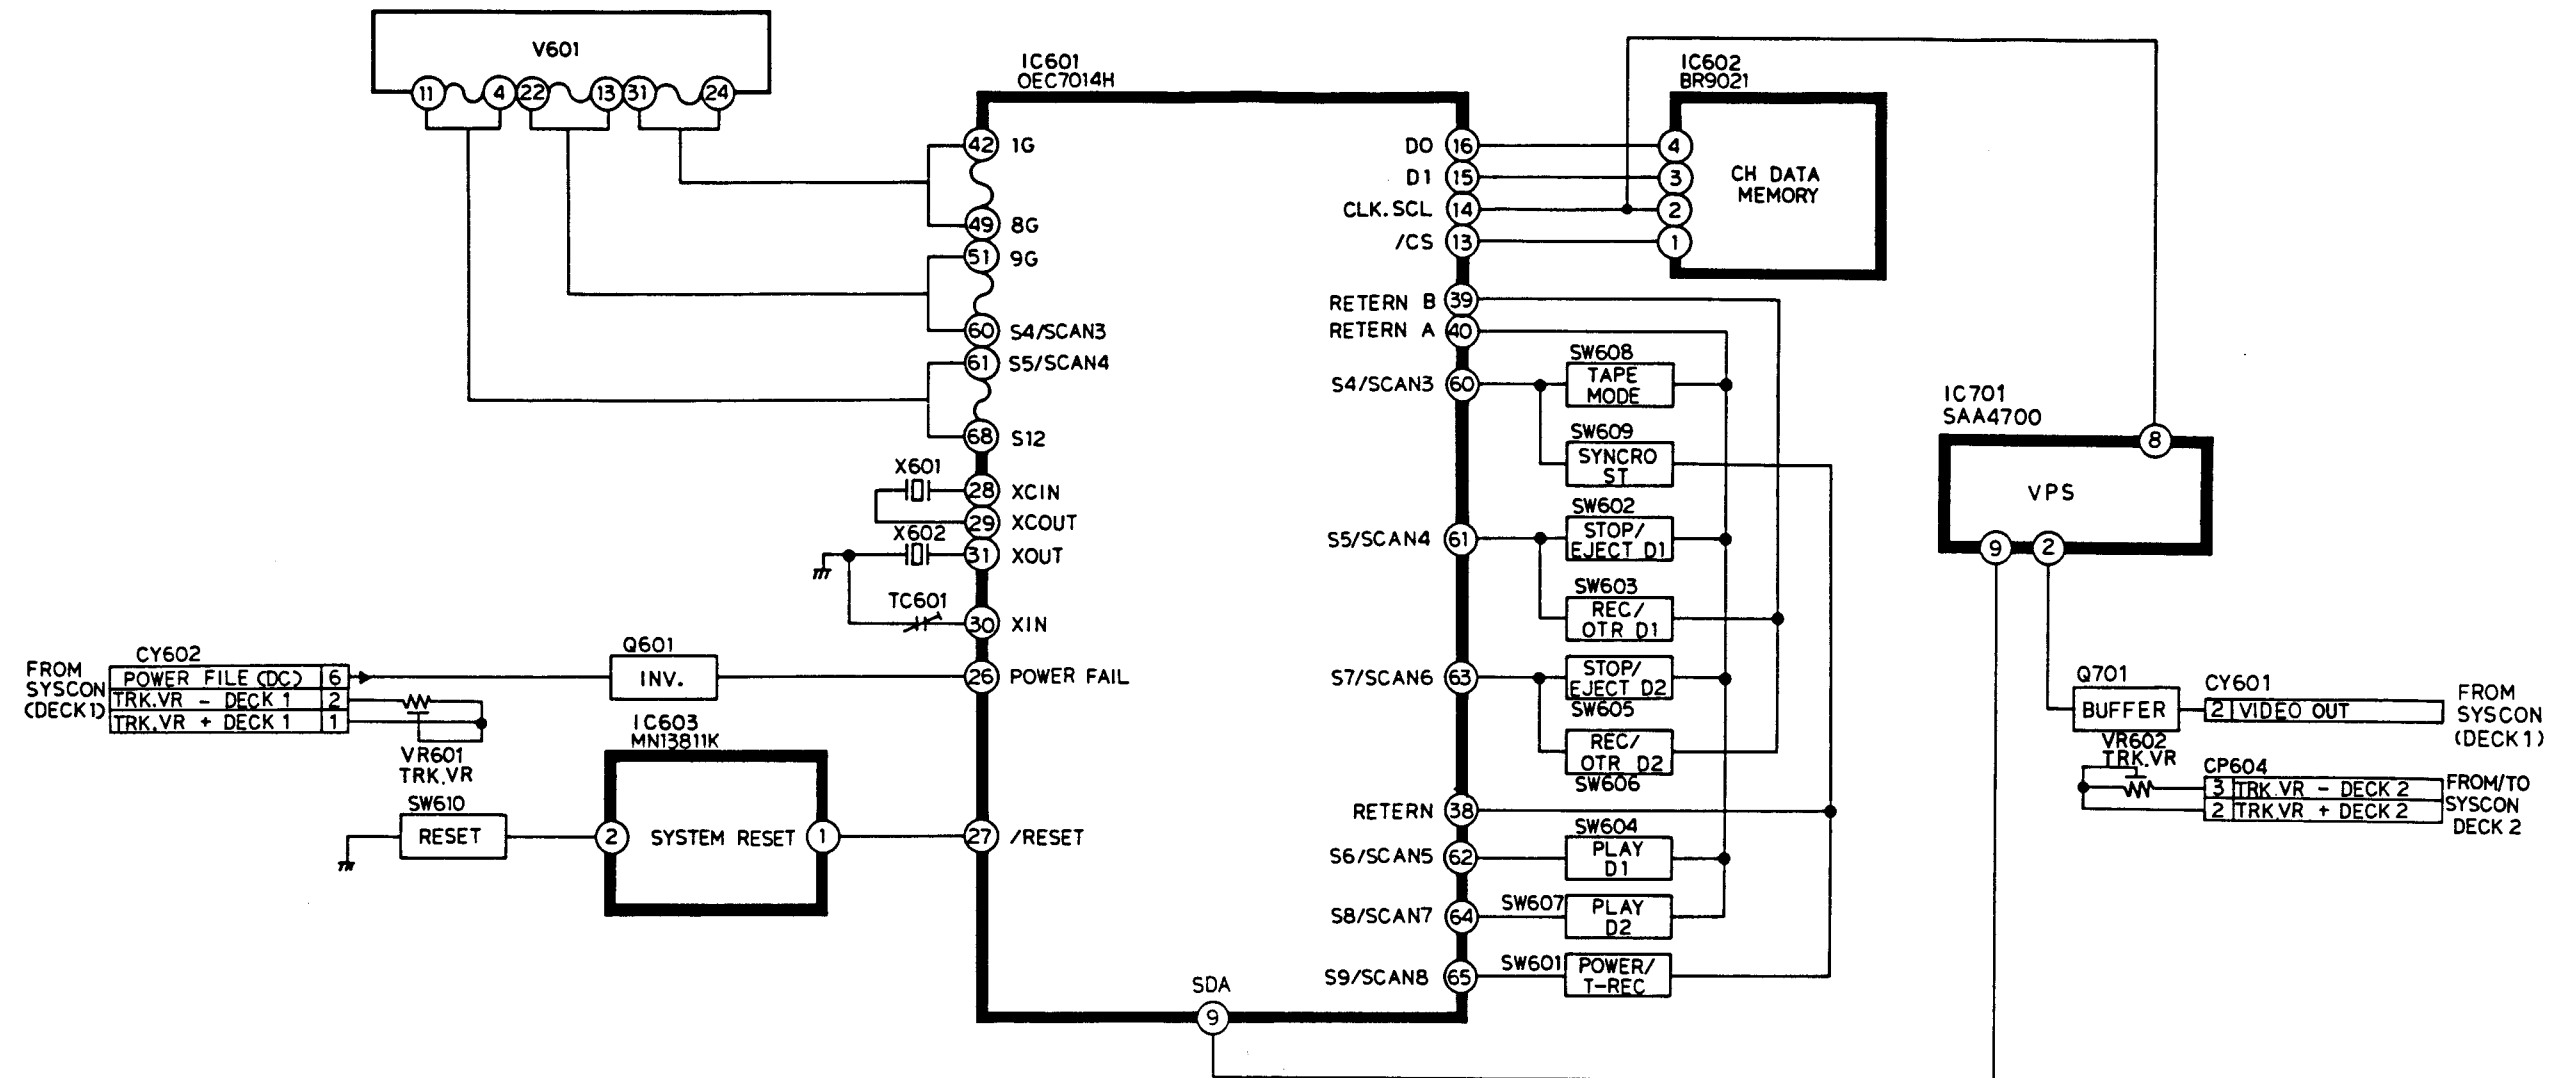 V601
11
4
22
13
31
24
IC601
OEC7014H
42 1G
49 8G
51 9G
60 S4/SCAN3
61 S5/SCAN4
68 S12
X601
28 XCIN
29 XCOUT
X602
31 XOUT
TC601
30 XIN
26 POWER FAIL
27 /RESET
SDA
9
FROM
SYSCON
(DECK1)
CY602
POWER FILE (DC) 6
TRK.VR - DECK 1 2
TRK.VR + DECK 1 1
VR601
TRK.VR
Q601
INV.
IC603
MN13811K
SW610
RESET
2 SYSTEM RESET 1
DO 16
D1 15
CLK.SCL 14
/CS 13
RETERN B 39
RETERN A 40
S4/SCAN3 60
S5/SCAN4 61
S7/SCAN6 63
RETERN 38
S6/SCAN5 62
S8/SCAN7 64
S9/SCAN8 65
IC602
BR9021
4
3
2
1
CH DATA
MEMORY
SW608
TAPE
MODE
SW609
SYNCRO
ST
SW602
STOP/
EJECT D1
SW603
REC/
OTR D1
STOP/
EJECT D2
SW605
REC/
OTR D2
SW606
SW604
PLAY
D1
SW607
PLAY
D2
SW601
POWER/
T-REC
IC701
SAA4700
8
VPS
9
2
Q701
BUFFER
CY601
2 VIDEO OUT
FROM
SYSCON
(DECK1)
VR602
TRK.VR
CP604
3 TRK.VR - DECK 2
2 TRK.VR + DECK 2
FROM/TO
SYSCON
DECK 2